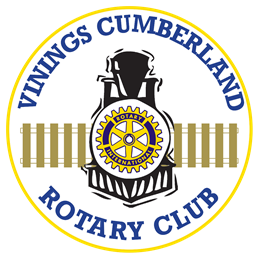 VININGS CUMBERLAND
ROTARY
INTERNATIONAL
ROTARY CLUB